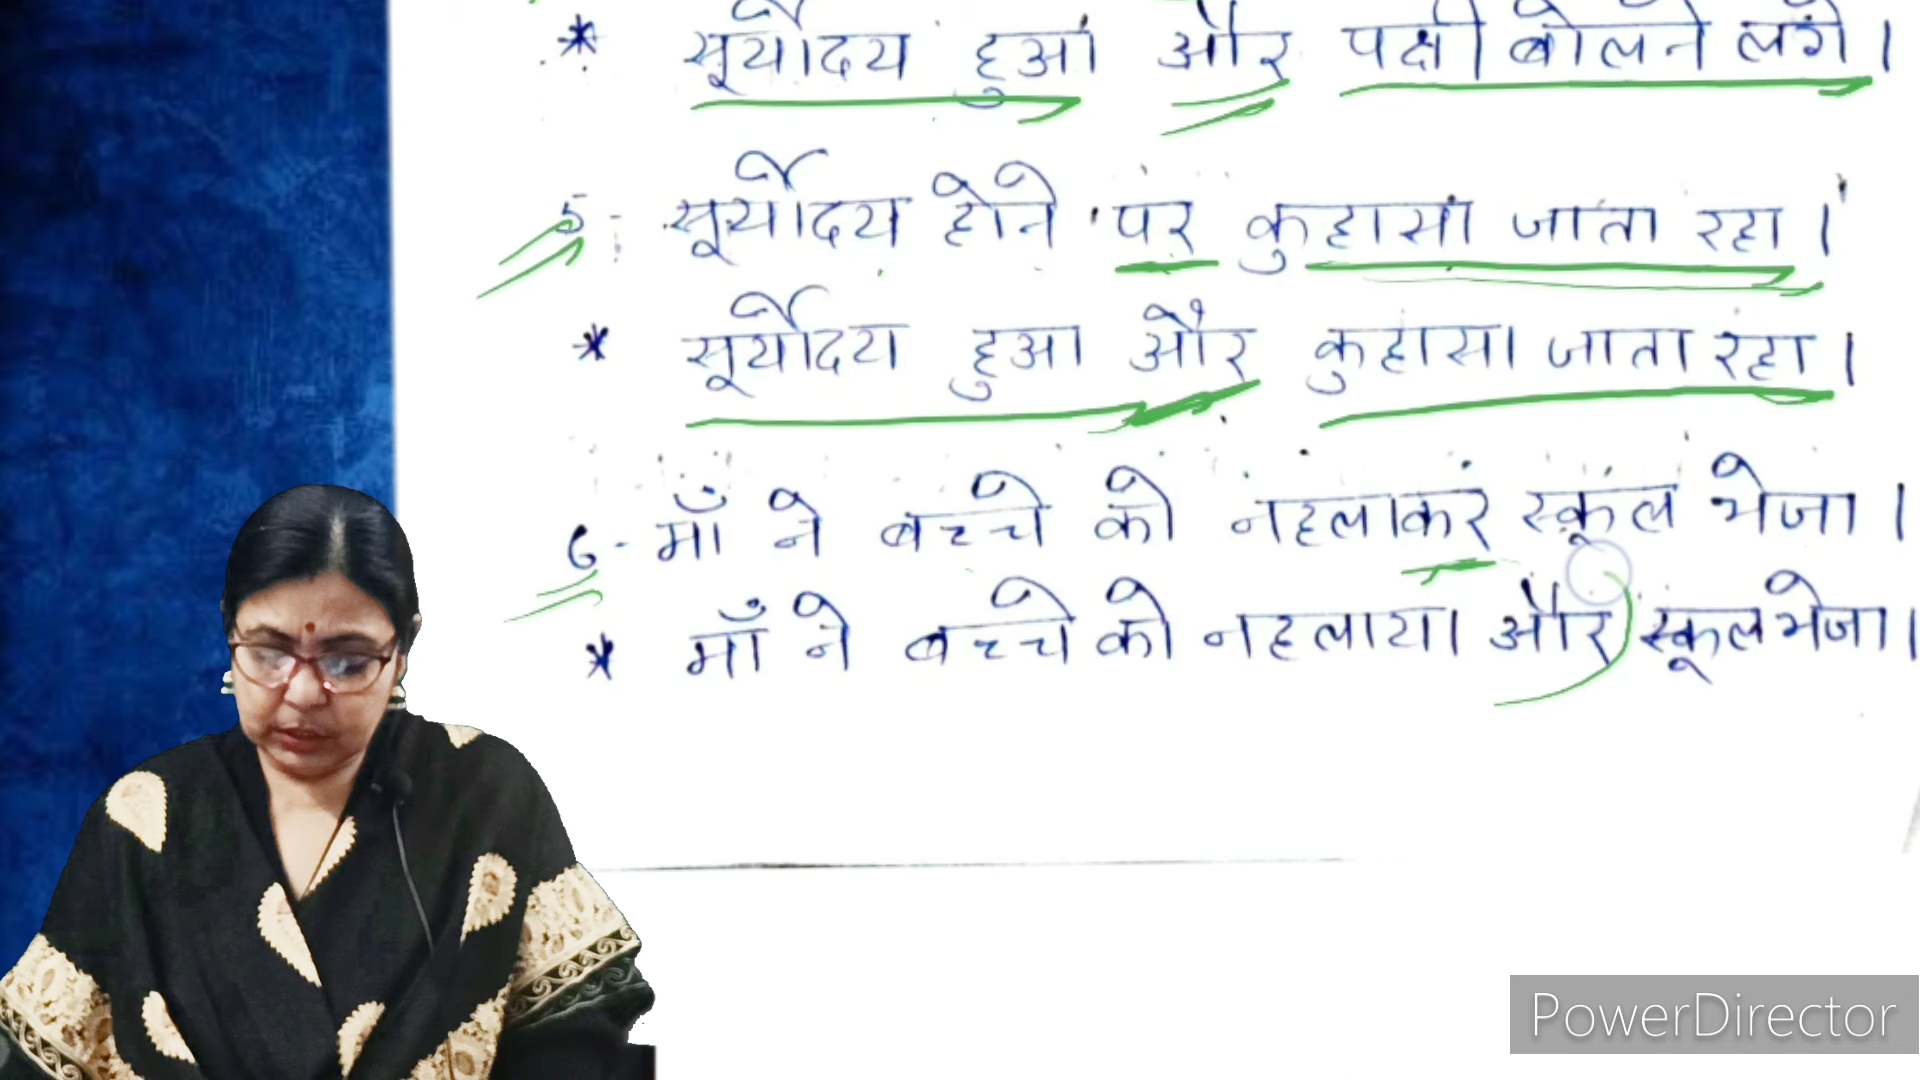 * सूर्योदय हुआ और पक्षी बोलने लगे।
5- सूर्योदय होने पर कुहासा जाता रहा।
* सूर्योदय हुआ और कुहासा जाता रहा।
6- माँ ने बच्चे को नहलाकर स्कूल भेजा।
* माँ ने बच्चे को नहलाया और स्कूल भेजा।
PowerDirector